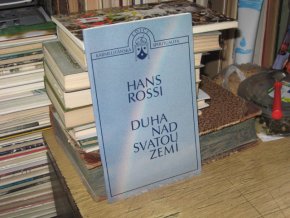 HANS
ROSSI
DUHA
NAD
SVATOU
ZEMÍ